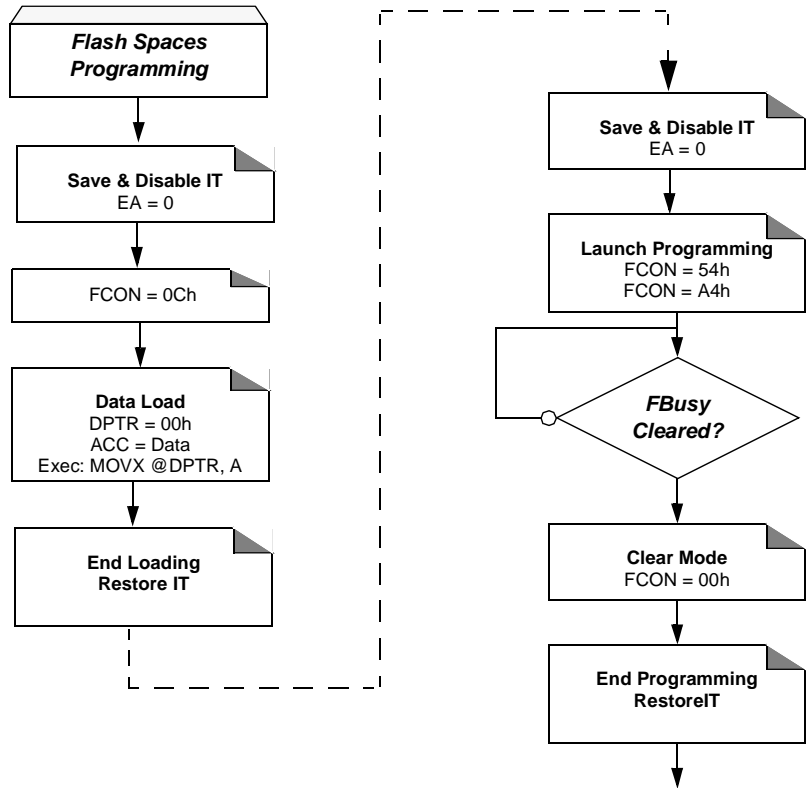 Flash Spaces
Programming
Save & Disable IT
EA = 0
FCON = 0Ch
Data Load
DPTR = 00h
ACC = Data
Exec: MOVX @DPTR, A
End Loading
Restore IT
Save & Disable IT
EA = 0
Launch Programming
FCON = 54h
FCON = A4h
FBusy
Cleared?
Clear Mode
FCON = 00h
End Programming
RestoreIT